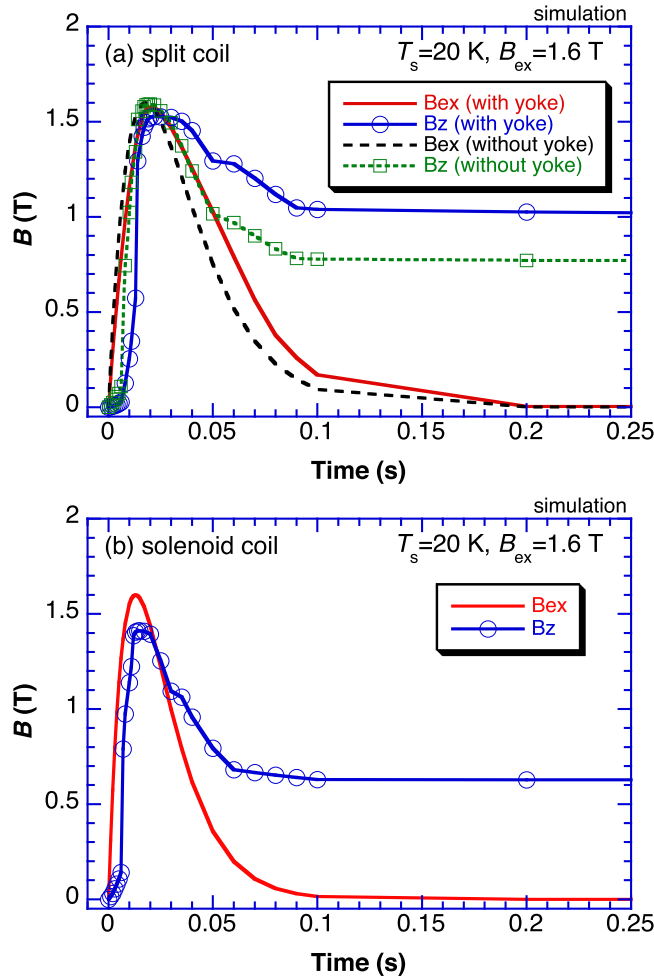 simulation
(a) split coil
T_s=20 K, B_ex=1.6 T
Bex (with yoke)
Bz (with yoke)
Bex (without yoke)
Bz (without yoke)
2
1.5
1
0.5
0
B (T)
0 0.05 0.1 0.15 0.2 0.25
Time (s)
simulation
(b) solenoid coil
T_s=20 K, B_ex=1.6 T
Bex
Bz
2
1.5
1
0.5
0
B (T)
0 0.05 0.1 0.15 0.2 0.25
Time (s)